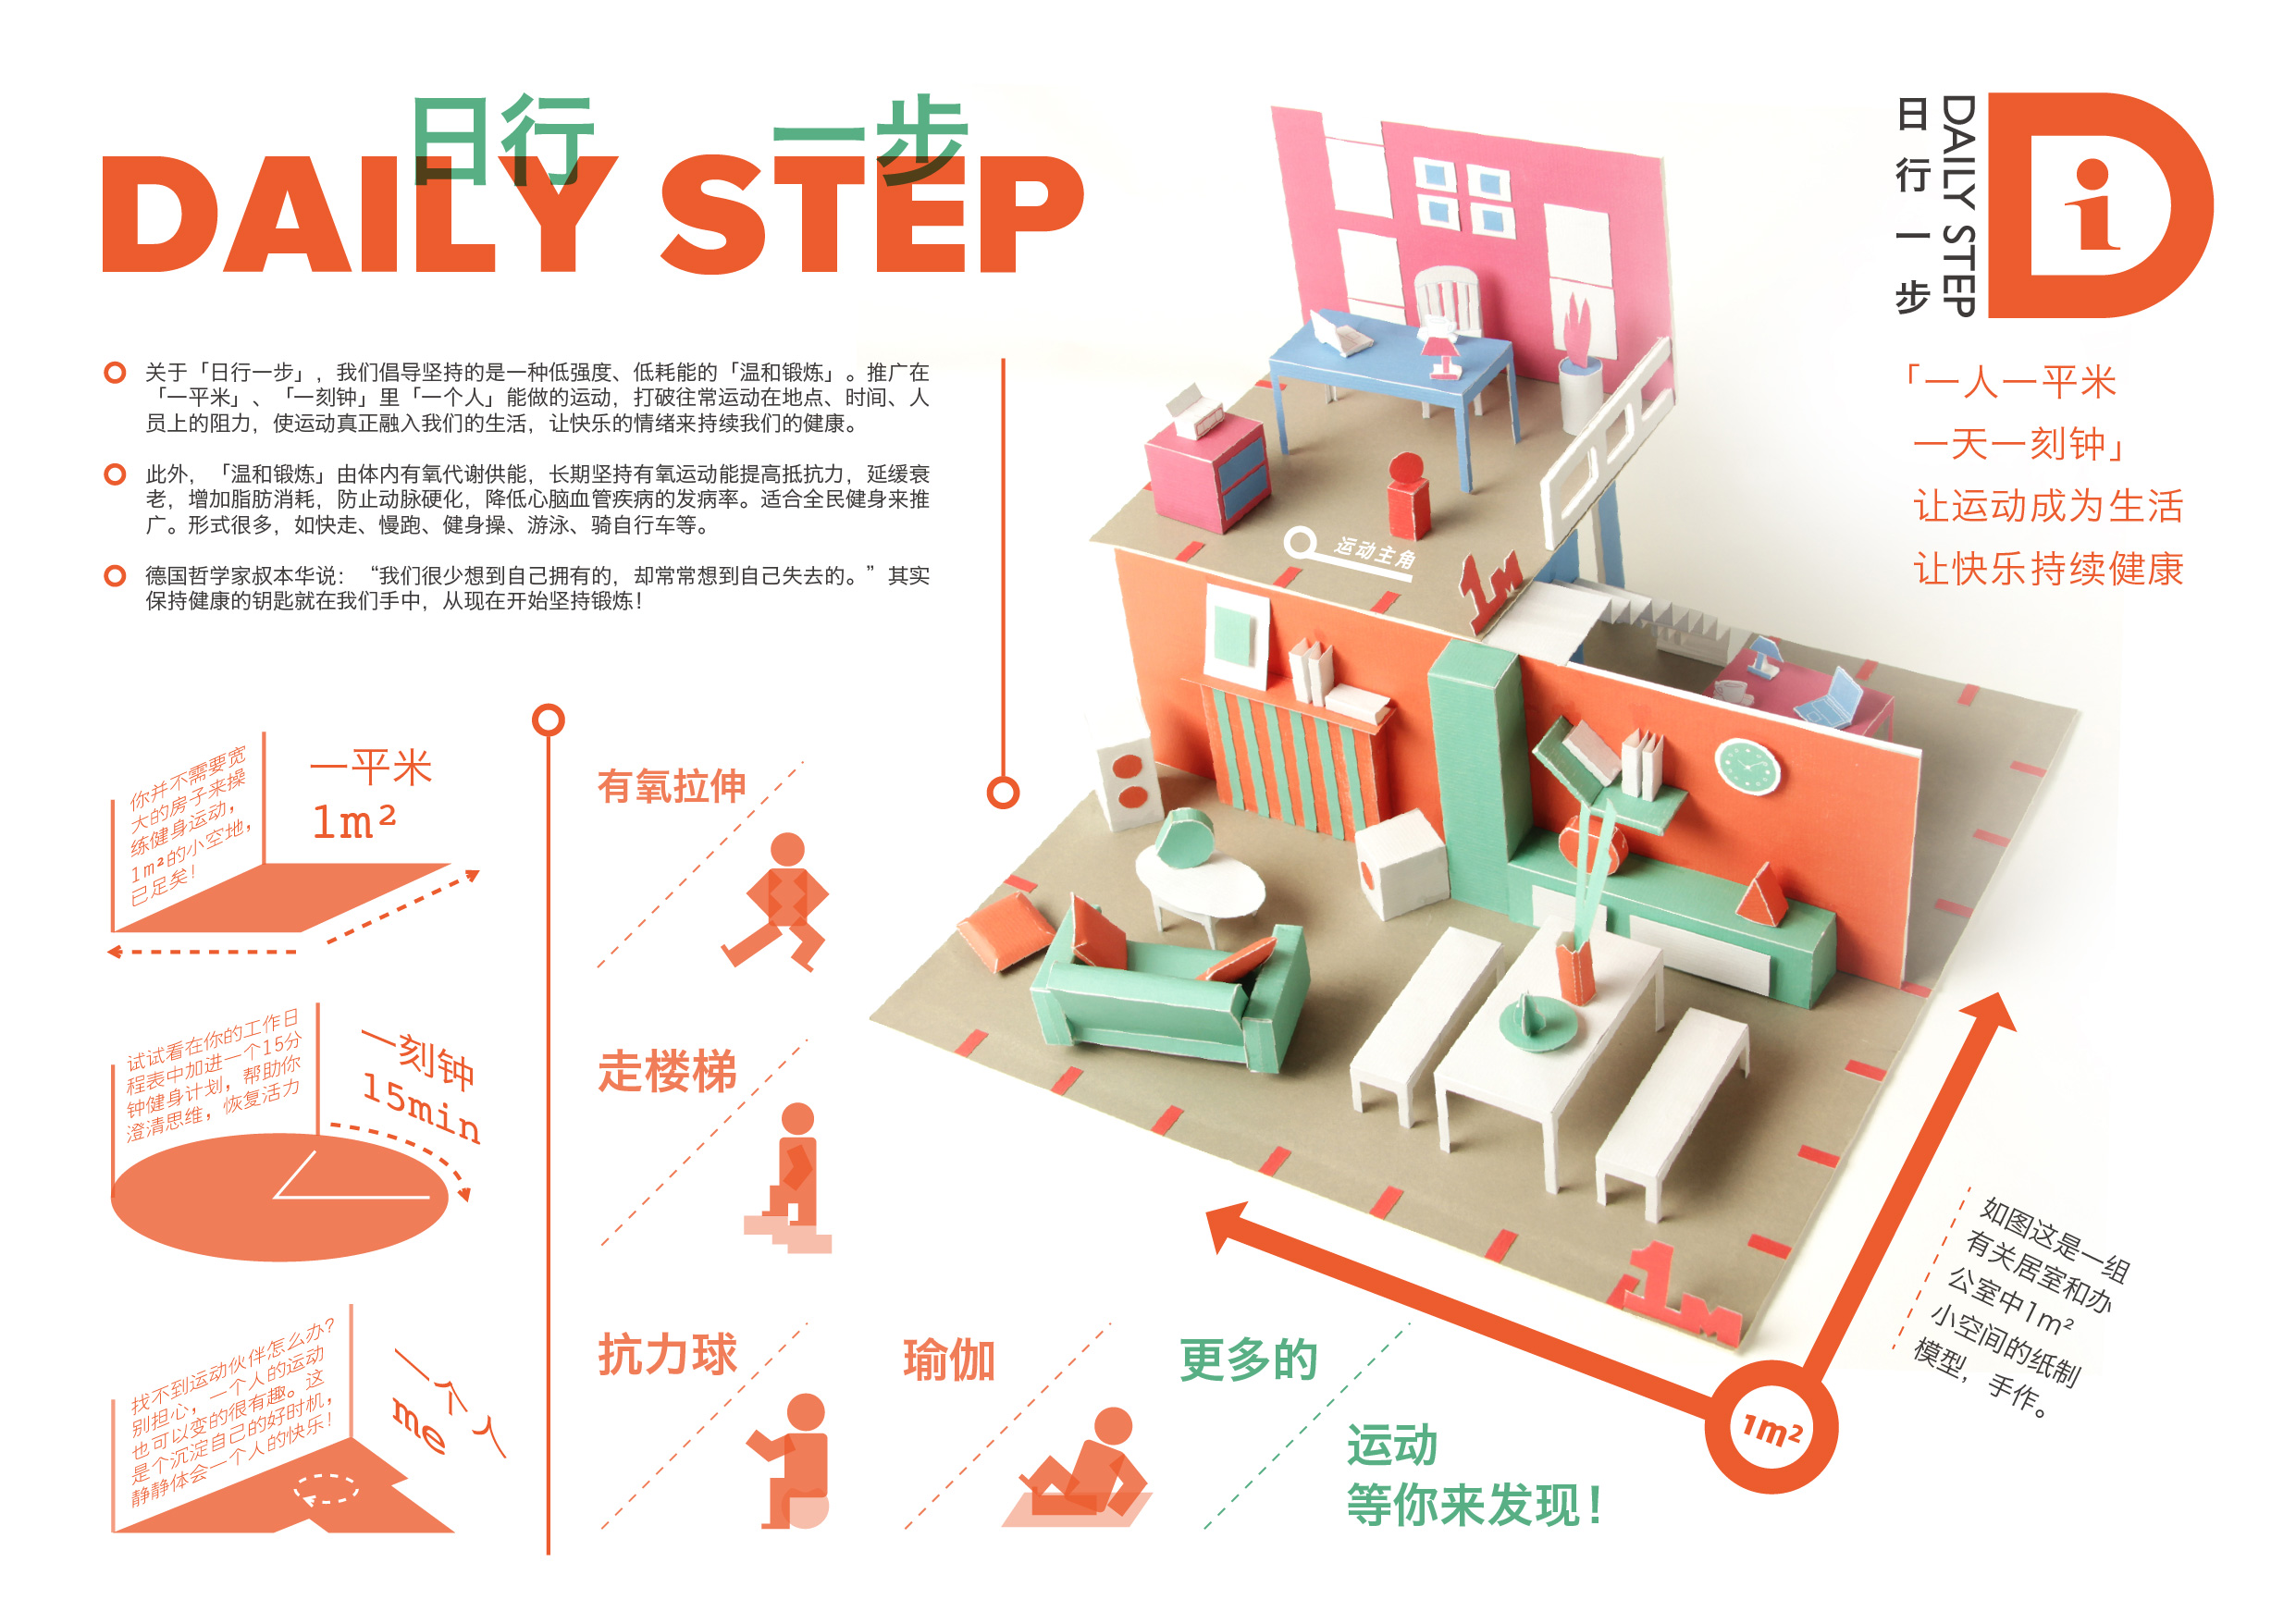 日行一步
DAILY STEP
关于「日行一步」，我们倡导坚持的是一种低强度、低耗能的「温和锻炼」。推广在
「一平米」、「一刻钟」里「一个人」能做的运动，打破往常运动在地点、时间、人
员上的阻力，使运动真正融入我们的生活，让快乐的情绪来持续我们的健康。
此外，「温和锻炼」由体内有氧代谢供能，长期坚持有氧运动能提高抵抗力，延缓衰
老，增加脂肪消耗，防止动脉硬化，降低心脑血管疾病的发病率。适合全民健身来推
广。形式很多，如快走、慢跑、健身操、游泳、骑自行车等。
德国哲学家叔本华说：“我们很少想到自己拥有的，却常常想到自己失去的。”其实
保持健康的钥匙就在我们手中，从现在开始坚持锻炼！
日行一步
DAILY STEP
Di
「一人一平米
一天一刻钟」
让运动成为生活
让快乐持续健康
运动主角
1M
你并不需要宽
大的房子来操
练健身运动，
1m²的小空地，
已足矣！
一平米
1m²
试试看在你的工作日
程表中加进一个15分
钟健身计划，帮助你
澄清思维，恢复活力
一刻钟
15min
找不到运动伙伴怎么办？
别担心，一个人的运动
也可以变的很有趣。这
是个沉淀自己的好时机，
静静体会一个人的快乐！
一个人
me
有氧拉伸
走楼梯
抗力球
瑜伽
更多的
运动
等你来发现！
1M
1m²
如图这是一组
有关居室和办
公室中1m²
小空间的纸制
模型，手作。